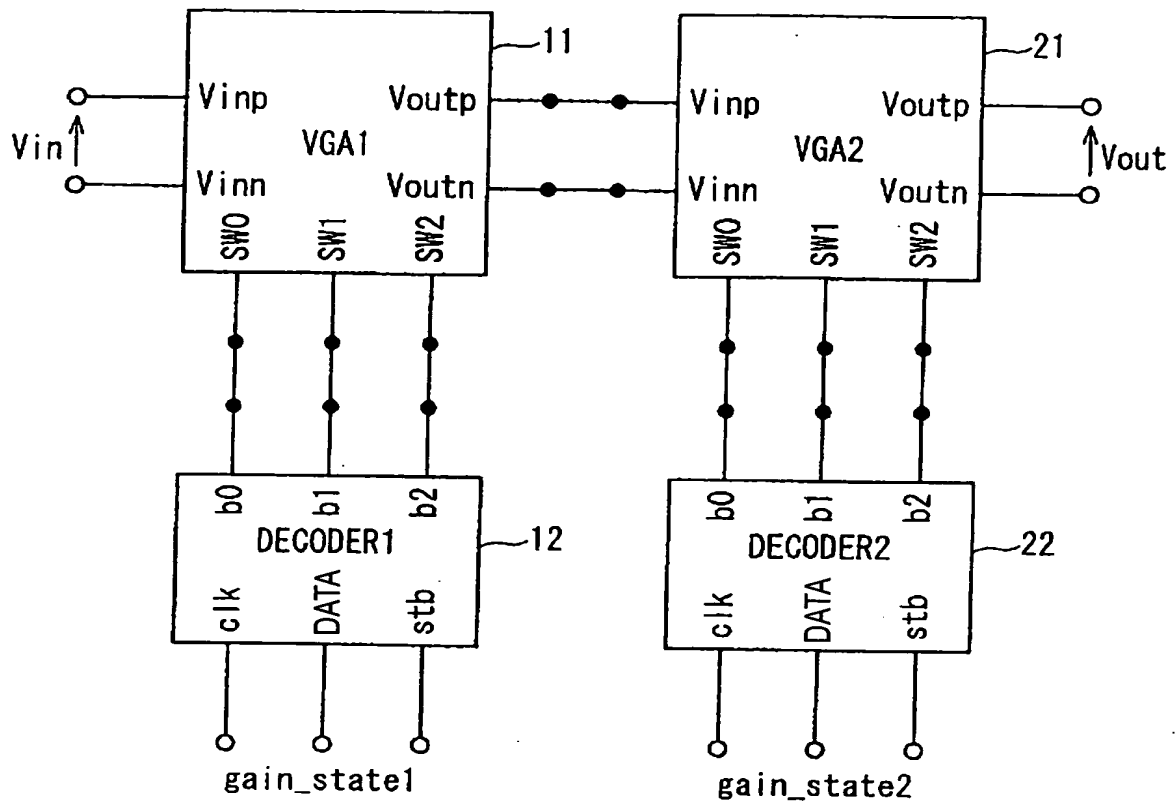 11
21
Vinp
Voutp
Vinp
Voutp
Vin
VGA1
VGA2
Vout
Vinn
Voutn
Vinn
Voutn
SW0
SW1
SW2
SW0
SW1
SW2
b0
b1
b2
b0
b1
b2
DECODER1
12
DECODER2
22
clk
DATA
stb
clk
DATA
stb
gain_state1
gain_state2